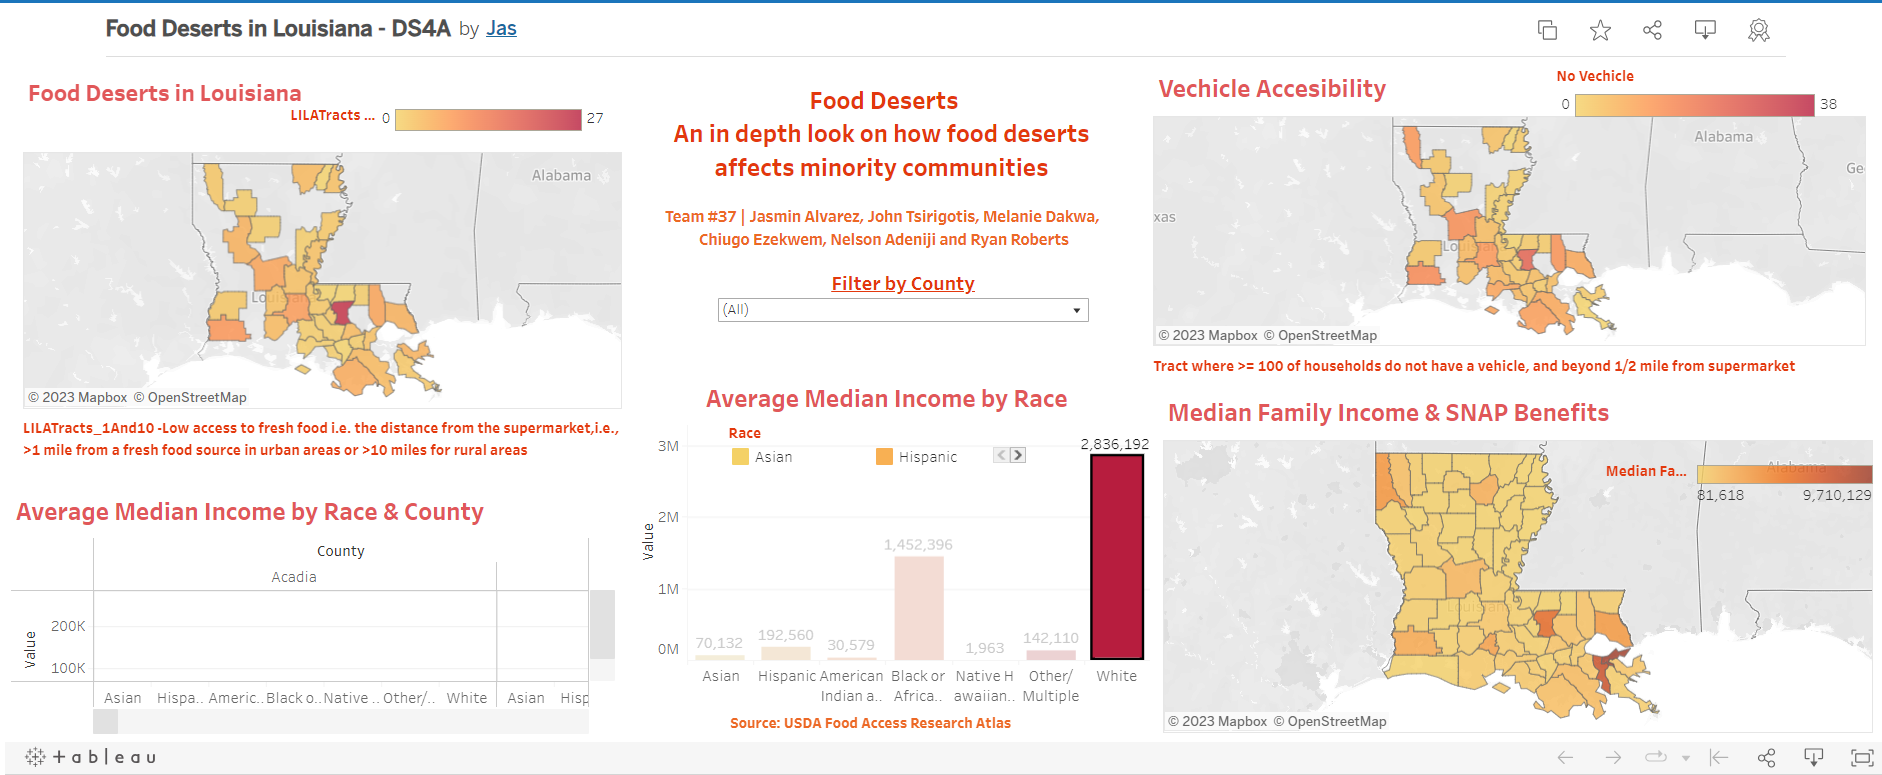 Food Deserts in Louisiana - DS4A by Jas
Food Deserts in Louisiana
LILATracts ... 0 27
Alabama
Louisiana
© 2023 Mapbox © OpenStreetMap
LILATracts_1And10 -Low access to fresh food i.e. the distance from the supermarket,i.e.,
>1 mile from a fresh food source in urban areas or >10 miles for rural areas
Average Median Income by Race & County
County
Acadia
Value
200K
100K
Asian Hispa.. Americ.. Black o.. Native .. Other/.. White Asian Hisp
Food Deserts
An in depth look on how food deserts
affects minority communities
Team #37 | Jasmin Alvarez, John Tsirigotis, Melanie Dakwa,
Chiugo Ezekwem, Nelson Adeniji and Ryan Roberts
Filter by County
(All)
Average Median Income by Race
Race
Asian Hispanic
Value
3M
2M
1M
0M
70,132 192,560 30,579 1,452,396 1,963 142,110 2,836,192
Asian Hispanic American Black or Native H Other/ White
Indian a.. Africa.. awaiian.. Multiple
Source: USDA Food Access Research Atlas
Vechicle Accesibility
No Vechicle
0 38
Alabama
Ge
xas
Louisiana
© 2023 Mapbox © OpenStreetMap
Tract where >= 100 of households do not have a vehicle, and beyond 1/2 mile from supermarket
Median Family Income & SNAP Benefits
Median Fa...
Alabama
81,618 9,710,129
Louisiana
© 2023 Mapbox © OpenStreetMap
+ a b l e a u